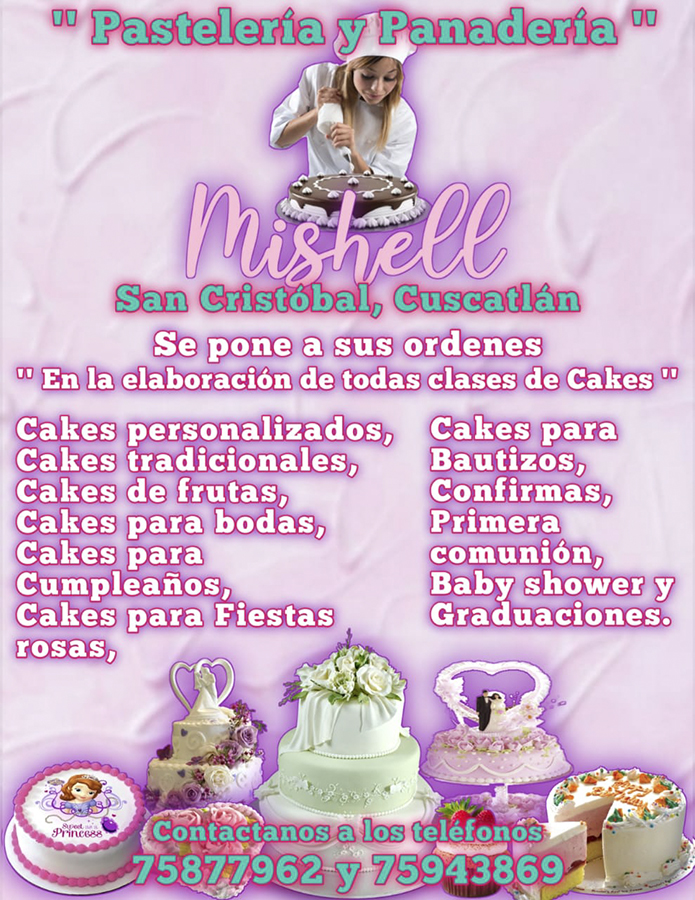 " Pastelería y Panadería "
Mishell
San Cristóbal, Cuscatlán
Se pone a sus ordenes
" En la elaboración de todas clases de Cakes "
Cakes personalizados,
Cakes tradicionales,
Cakes de frutas,
Cakes para bodas,
Cakes para
Cumpleaños,
Cakes para Fiestas
rosas,
Cakes para
Bautizos,
Confirmas,
Primera
comunión,
Baby shower y
Graduaciones.
Princess
Contactanos a los teléfonos
75877962 y 75943869